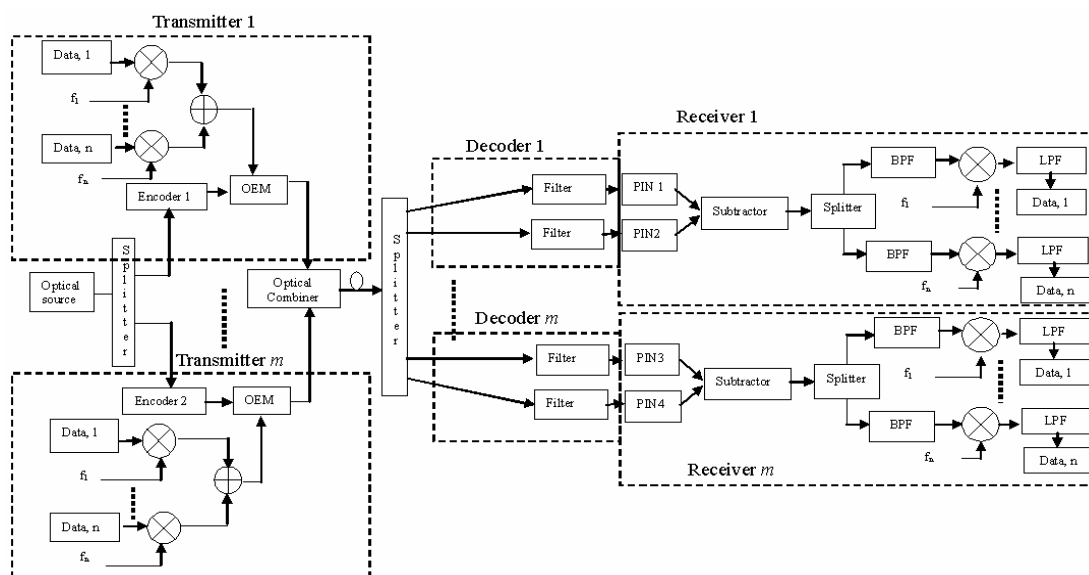 Transmitter 1
Data, 1
f1
Data, n
fn
Encoder 1
OEM
Splitter
Optical
source
Optical
Combiner
Transmitter m
Encoder 2
OEM
Data, 1
f1
Data, n
fn
Splitter
Decoder 1
Filter
Filter
Decoder m
Filter
Filter
Receiver 1
PIN 1
PIN2
Subtractor
Splitter
BPF
f1
LPF
Data, 1
BPF
fn
LPF
Data, n
PIN3
PIN4
Subtractor
Splitter
BPF
f1
LPF
Data, 1
BPF
fn
LPF
Data, n
Receiver m